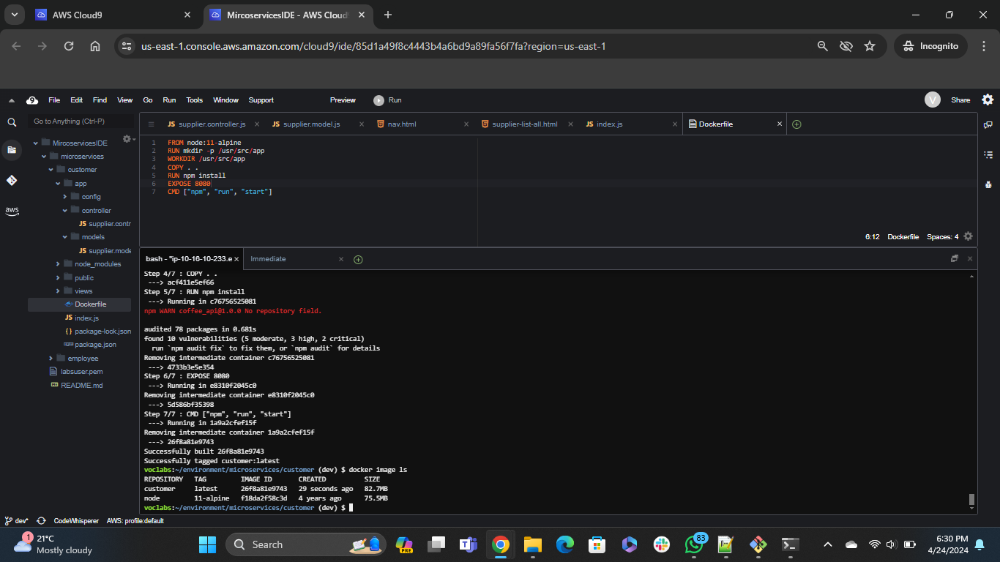 AWS Cloud9
MircoservicesIDE - AWS Cloud9
us-east-1.console.aws.amazon.com/cloud9/ide/85d1a49f8c4443b4a6bd9a89fa56f7fa?region=us-east-1
Incognito
File Edit Find View Go Run Tools Window Support Preview Run
V Share
Go to Anything (Ctrl-P)
MircoservicesIDE
microservices
customer
app
config
controller
JS supplier.contr
models
JS supplier.mode
node_modules
public
views
Dockerfile
JS index.js
package-lock.json
package.json
employee
labsuser.pem
README.md
aws
JS supplier.controller.js
JS supplier.model.js
nav.html
supplier-list-all.html
JS index.js
Dockerfile
1 FROM node:11-alpine
2 RUN mkdir -p /usr/src/app
3 WORKDIR /usr/src/app
4 COPY . .
5 RUN npm install
6 EXPOSE 8080
7 CMD ["npm", "run", "start"]
6:12 Dockerfile Spaces: 4
bash - "ip-10-16-10-233.e
Immediate
Step 4/7 : COPY . .
---> acf411e5ef66
Step 5/7 : RUN npm install
---> Running in c76756525081
npm WARN coffee_api@1.0.0 No repository field.
audited 78 packages in 0.681s
found 10 vulnerabilities (5 moderate, 3 high, 2 critical)
run `npm audit fix` to fix them, or `npm audit` for details
Removing intermediate container c76756525081
---> 4733b3e5e354
Step 6/7 : EXPOSE 8080
---> Running in e8310f2045c0
Removing intermediate container e8310f2045c0
---> 5d586bf35398
Step 7/7 : CMD ["npm", "run", "start"]
---> Running in 1a9a2cfef15f
Removing intermediate container 1a9a2cfef15f
---> 26f8a81e9743
Successfully built 26f8a81e9743
Successfully tagged customer:latest
voclabs:~/environment/microservices/customer (dev) $ docker image ls
REPOSITORY TAG IMAGE ID CREATED SIZE
customer latest 26f8a81e9743 29 seconds ago 82.7MB
node 11-alpine f18da2f58c3d 4 years ago 75.5MB
voclabs:~/environment/microservices/customer (dev) $
dev* CodeWhisperer AWS: profile:default
1
21°C
Mostly cloudy
Search
PRE
83
6:30 PM
4/24/2024